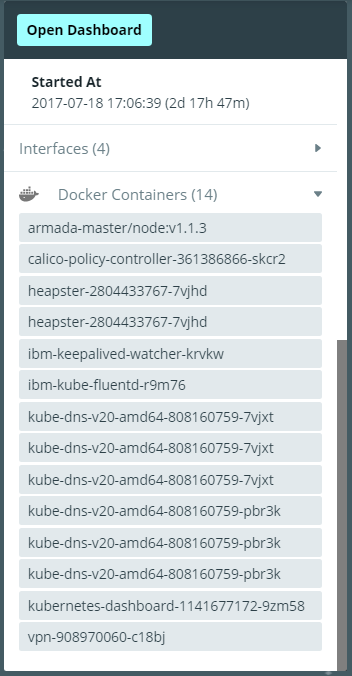 Open Dashboard
Started At
2017-07-18 17:06:39 (2d 17h 47m)
Interfaces (4)
Docker Containers (14)
armada-master/node:v1.1.3
calico-policy-controller-361386866-skcr2
heapster-2804433767-7vjhd
heapster-2804433767-7vjhd
ibm-keepalived-watcher-krvkw
ibm-kube-fluentd-r9m76
kube-dns-v20-amd64-808160759-7vjxt
kube-dns-v20-amd64-808160759-7vjxt
kube-dns-v20-amd64-808160759-7vjxt
kube-dns-v20-amd64-808160759-pbr3k
kube-dns-v20-amd64-808160759-pbr3k
kube-dns-v20-amd64-808160759-pbr3k
kubernetes-dashboard-1141677172-9zm58
vpn-908970060-c18bj